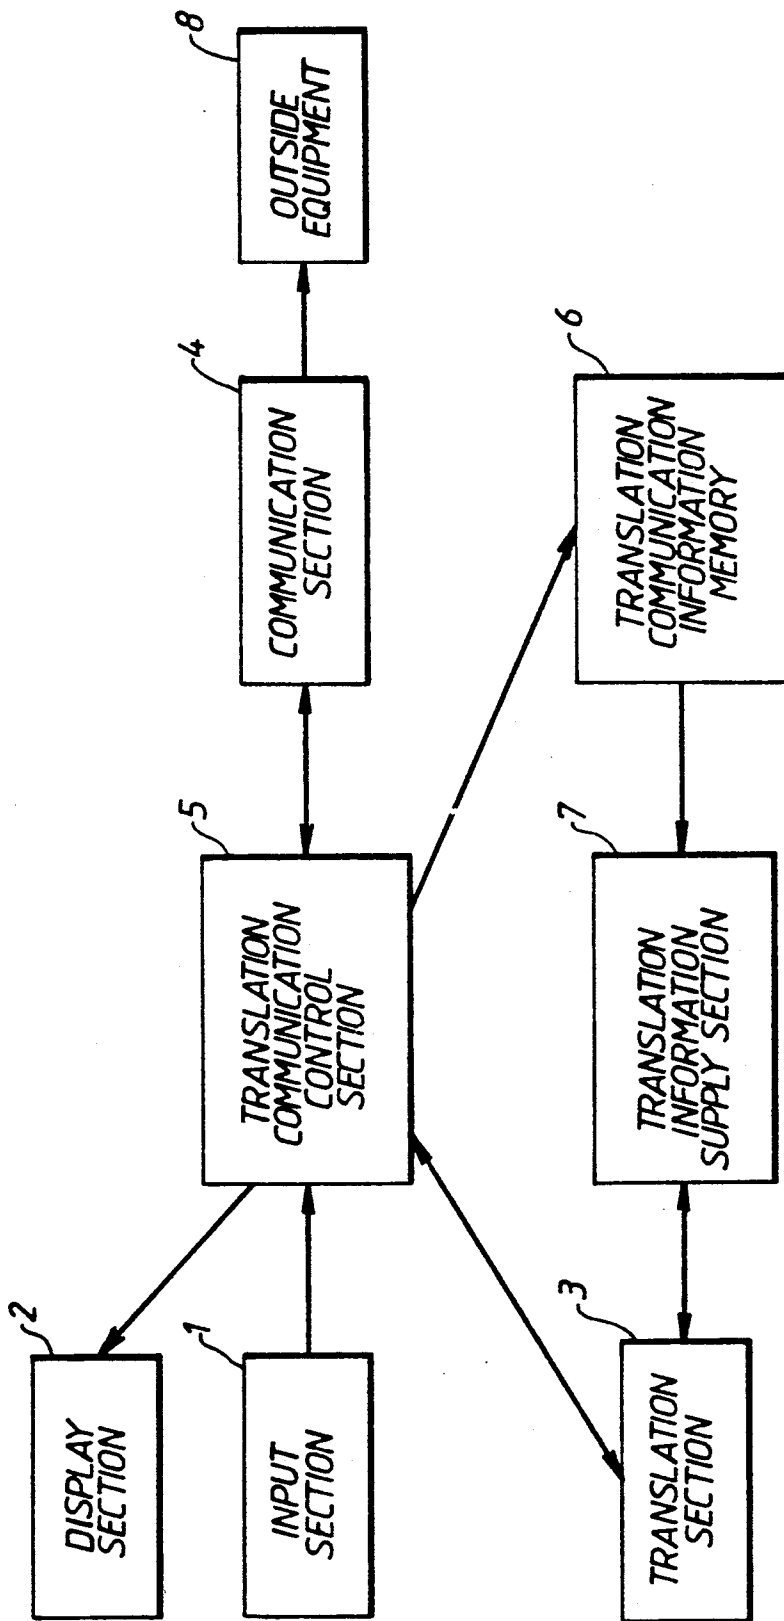 2
DISPLAY
SECTION
1
INPUT
SECTION
5
TRANSLATION
COMMUNICATION
CONTROL
SECTION
4
COMMUNICATION
SECTION
8
OUTSIDE
EQUIPMENT
3
TRANSLATION
SECTION
7
TRANSLATION
INFORMATION
SUPPLY SECTION
6
TRANSLATION
COMMUNICATION
INFORMATION
MEMORY